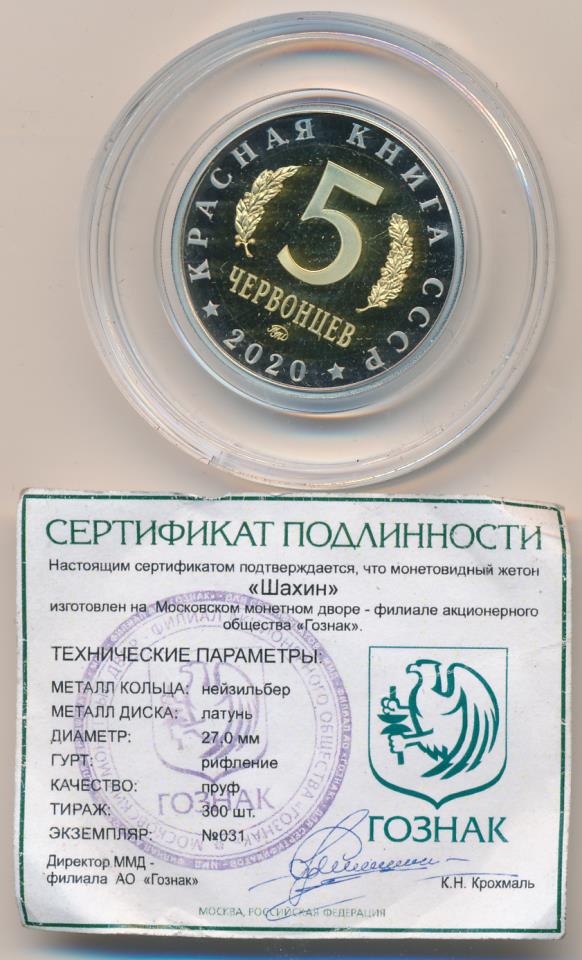 КРАСНАЯ КНИГА СССР
5
ЧЕРВОНЦЕВ
ММД
★ 2020 ★
СЕРТИФИКАТ ПОДЛИННОСТИ
Настоящим сертификатом подтверждается, что монетовидный жетон
«Шахин»
изготовлен на Московском монетном дворе - филиале акционерного
общества «Гознак».
ТЕХНИЧЕСКИЕ ПАРАМЕТРЫ:
МЕТАЛЛ КОЛЬЦА: нейзильбер
МЕТАЛЛ ДИСКА: латунь
ДИАМЕТР: 27,0 мм
ГУРТ: рифление
КАЧЕСТВО: пруф
ТИРАЖ: 300 шт.
ЭКЗЕМПЛЯР: №031
ГОЗНАК
ГОЗНАК
Директор ММД -
филиала АО «Гознак»
К.Н. Крохмаль
МОСКВА, РОССИЙСКАЯ ФЕДЕРАЦИЯ